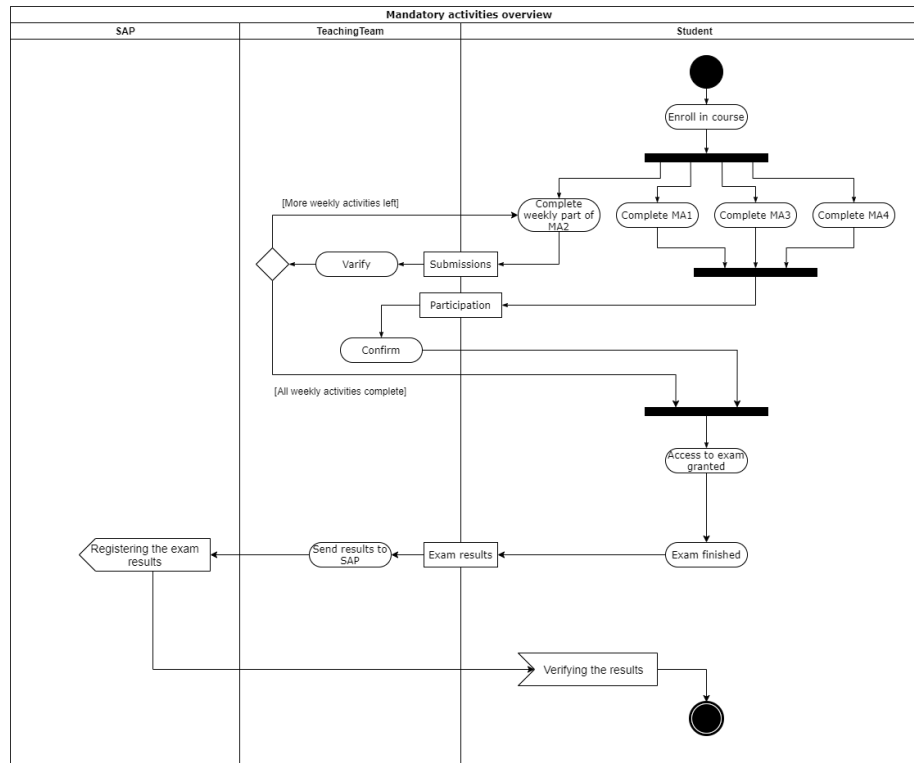 Mandatory activities overview
SAP
TeachingTeam
Student
Enroll in course
[More weekly activities left]
Complete
weekly part of
MA2
Complete MA1
Complete MA3
Complete MA4
Varify
Submissions
Participation
Confirm
[All weekly activities complete]
Access to exam
granted
Registering the exam
results
Send results to
SAP
Exam results
Exam finished
Verifying the results